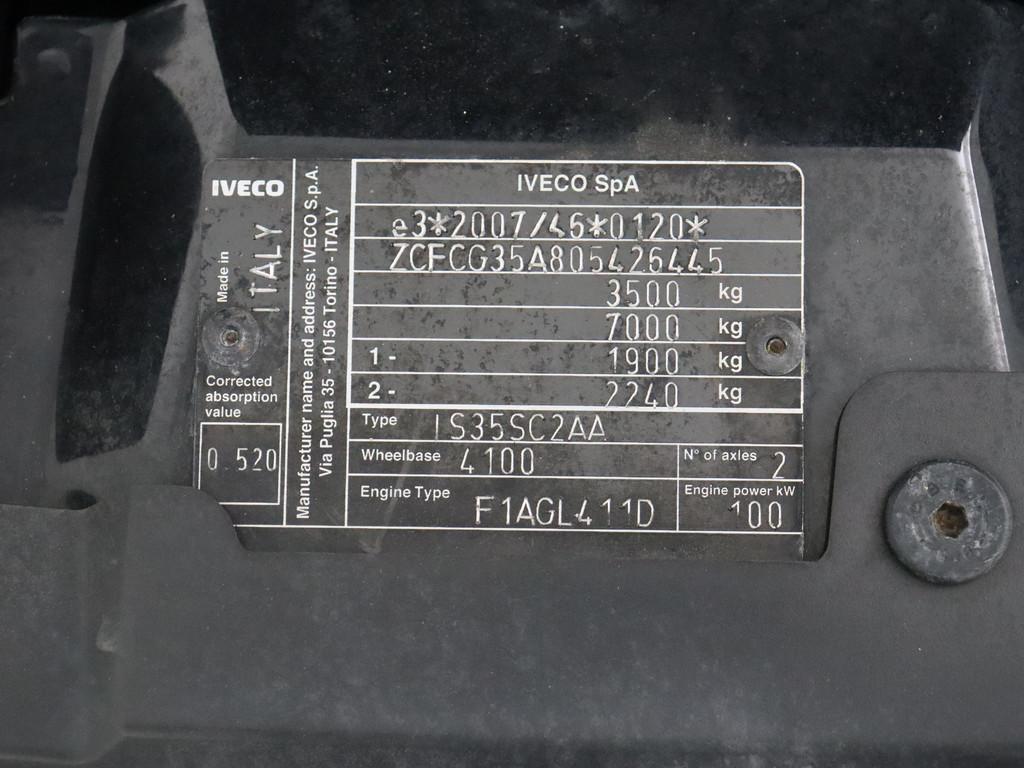 IVECO
Made in
ITALY
Corrected
absorption
value
0.520
Manufacturer name and address: IVECO S.p.A.
Via Puglia 35 - 10156 Torino - ITALY
IVECO SpA
e3*2007/46*0120*
ZCFCG35A805426445
3500 kg
7000 kg
1 - 1900 kg
2 - 2240 kg
Type IS35SC2AA
Wheelbase 4100
N° of axles 2
Engine Type F1AGL411D
Engine power kW
100